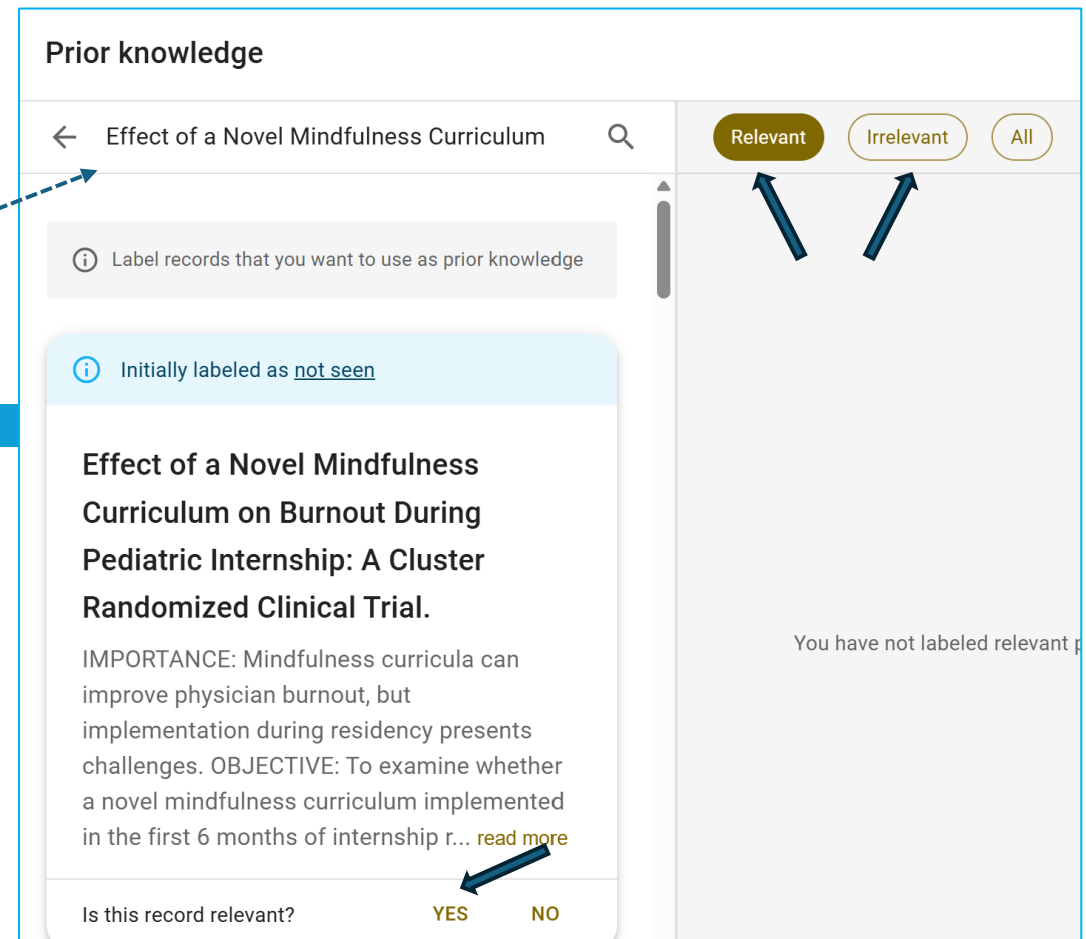 Prior knowledge
Effect of a Novel Mindfulness Curriculum
Relevant
Irrelevant
All
Label records that you want to use as prior knowledge
Initially labeled as not seen
Effect of a Novel Mindfulness
Curriculum on Burnout During
Pediatric Internship: A Cluster
Randomized Clinical Trial.
IMPORTANCE: Mindfulness curricula can
improve physician burnout, but
implementation during residency presents
challenges. OBJECTIVE: To examine whether
a novel mindfulness curriculum implemented
in the first 6 months of internship r... read more
Is this record relevant?
YES
NO
You have not labeled relevant